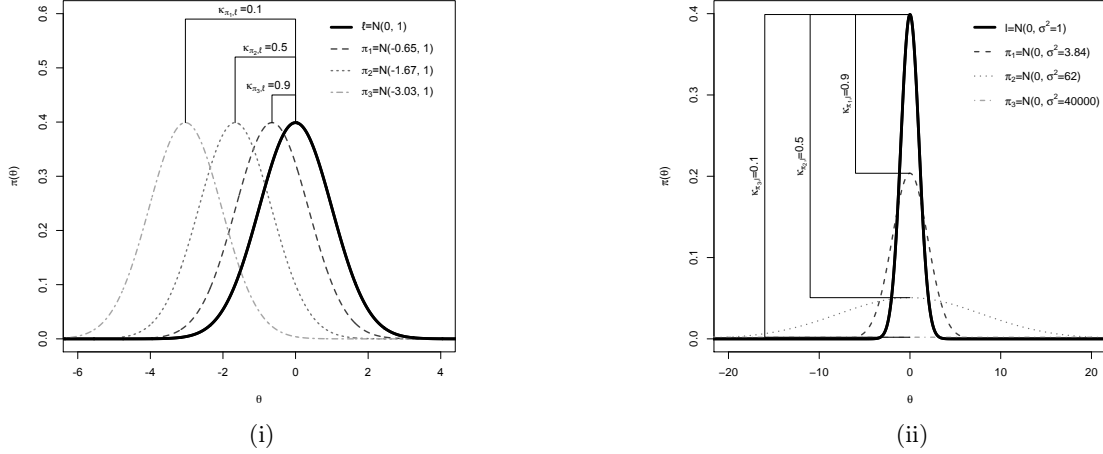 κπ₁,ℓ =0.1
κπ₂,ℓ =0.5
κπ₃,ℓ =0.9
ℓ=N(0, 1)
π₁=N(-0.65, 1)
π₂=N(-1.67, 1)
π₃=N(-3.03, 1)
π(θ)
0.6
0.5
0.4
0.3
0.2
0.1
0.0
-6 -4 -2 0 2 4
θ
(i)
l=N(0, σ²=1)
π₁=N(0, σ²=3.84)
π₂=N(0, σ²=62)
π₃=N(0, σ²=40000)
κπ₃,l=0.1
κπ₂,l=0.5
κπ₁,l=0.9
π(θ)
0.4
0.3
0.2
0.1
0.0
−20 −10 0 10 20
θ
(ii)